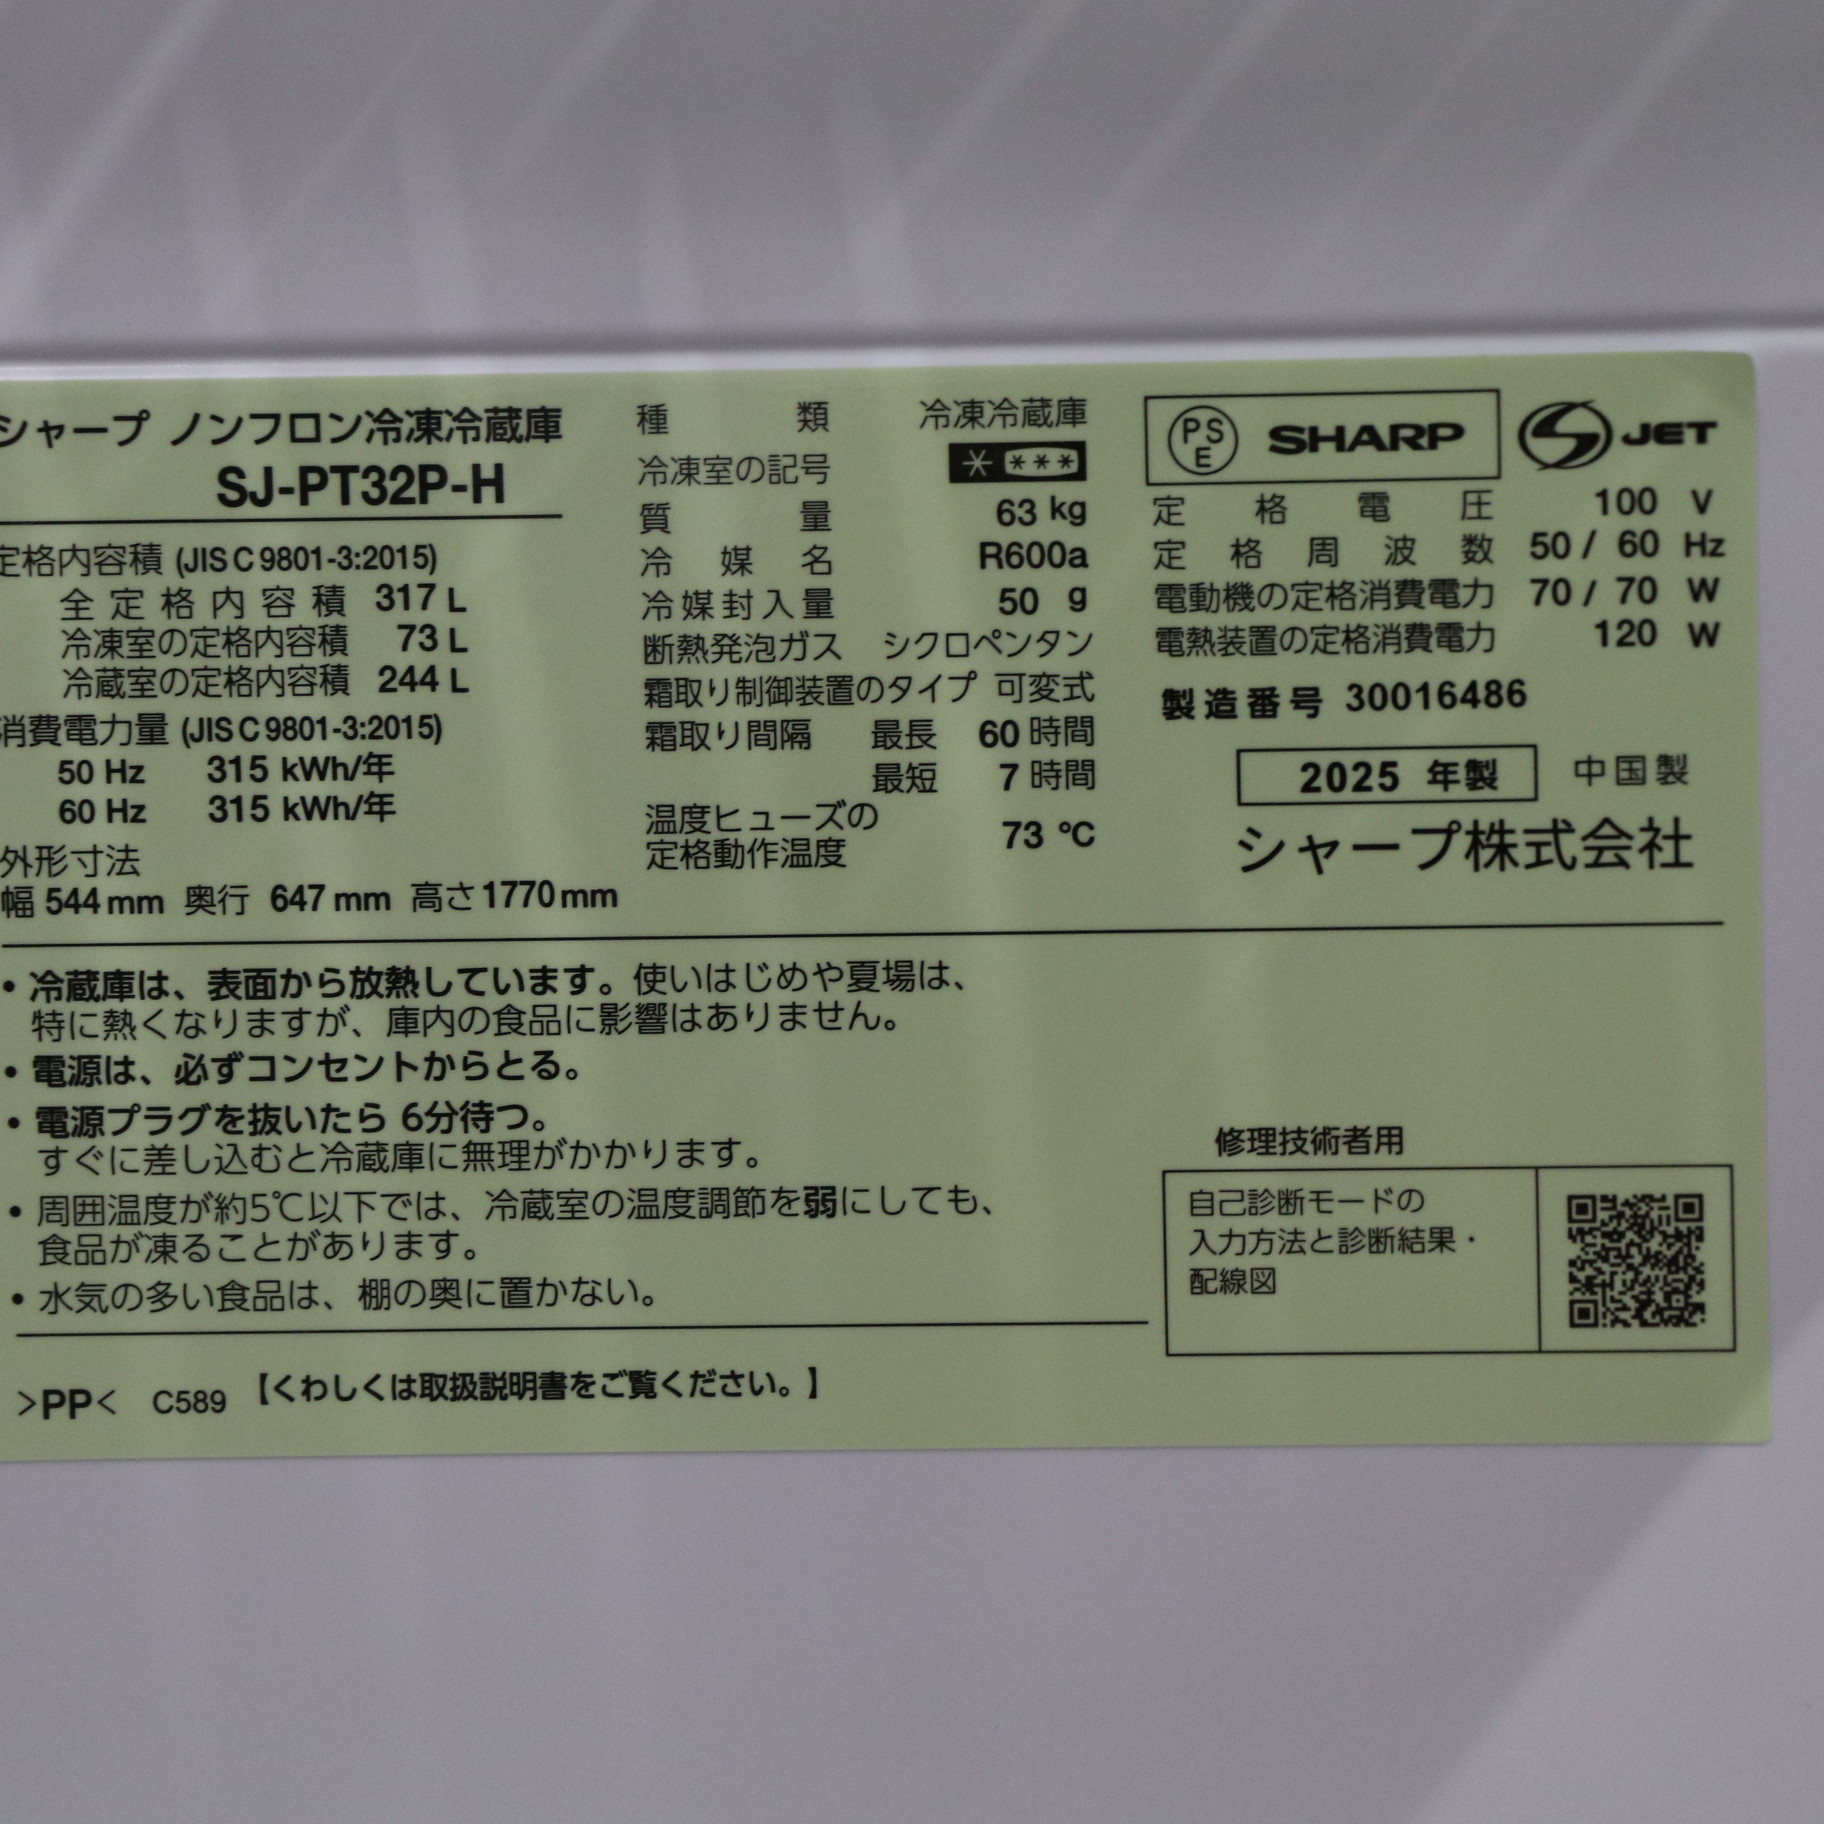 シャープ ノンフロン冷凍冷蔵庫
SJ-PT32P-H
定格内容積 (JIS C 9801-3:2015)
全定格内容積 317 L
冷凍室の定格内容積 73 L
冷蔵室の定格内容積 244 L
消費電力量 (JIS C 9801-3:2015)
50 Hz 315 kWh/年
60 Hz 315 kWh/年
外形寸法
幅 544 mm 奥行 647 mm 高さ 1770 mm
種類 冷凍冷蔵庫
冷凍室の記号 * ***
質量 63 kg
冷媒名 R600a
冷媒封入量 50 g
断熱発泡ガス シクロペンタン
霜取り制御装置のタイプ 可変式
霜取り間隔 最長 60 時間
最短 7 時間
温度ヒューズの
定格動作温度 73 ℃
PSE SHARP JET
定格電圧 100 V
定格周波数 50 / 60 Hz
電動機の定格消費電力 70 / 70 W
電熱装置の定格消費電力 120 W
製造番号 30016486
2025 年製 中国製
シャープ株式会社
・冷蔵庫は、表面から放熱しています。使いはじめや夏場は、
特に熱くなりますが、庫内の食品に影響はありません。
・電源は、必ずコンセントからとる。
・電源プラグを抜いたら 6分待つ。
すぐに差し込むと冷蔵庫に無理がかかります。
・周囲温度が約5℃以下では、冷蔵室の温度調節を弱にしても、
食品が凍ることがあります。
・水気の多い食品は、棚の奥に置かない。
修理技術者用
自己診断モードの
入力方法と診断結果・
配線図
>PP< C589 【くわしくは取扱説明書をご覧ください。】